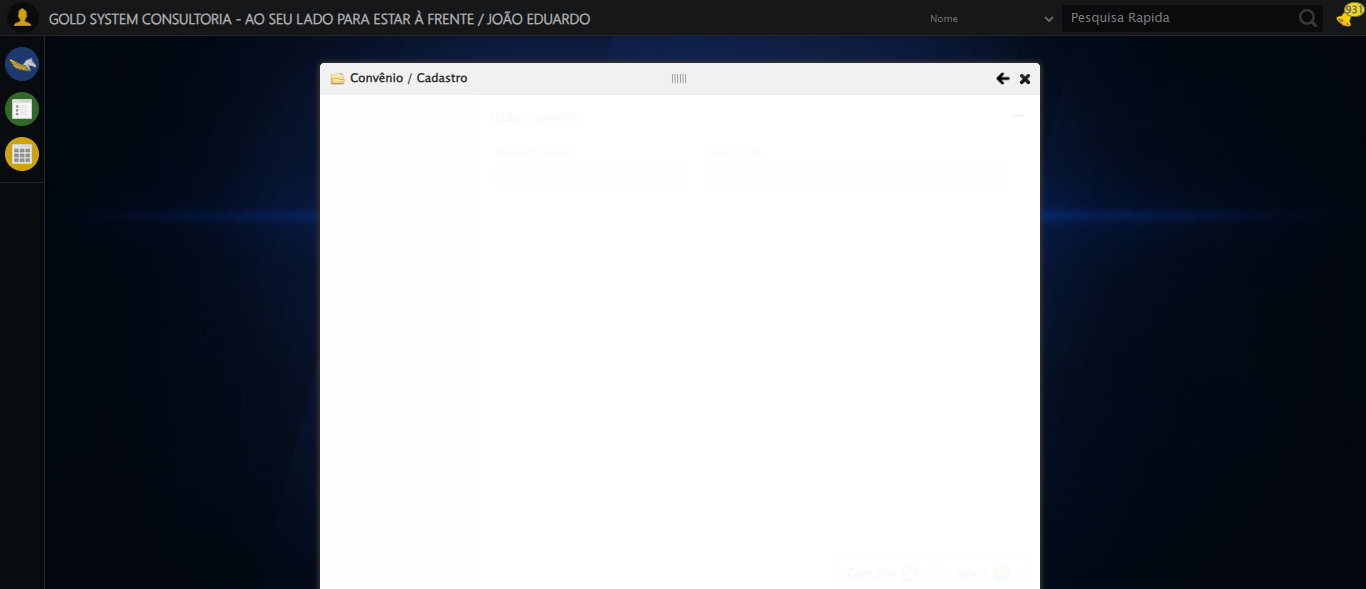 GOLD SYSTEM CONSULTORIA - AO SEU LADO PARA ESTAR À FRENTE / JOÃO EDUARDO
Nome
Pesquisa Rapida
931
Convênio / Cadastro
Dados convênio
Nome convênio*
Cancelar
Salvar